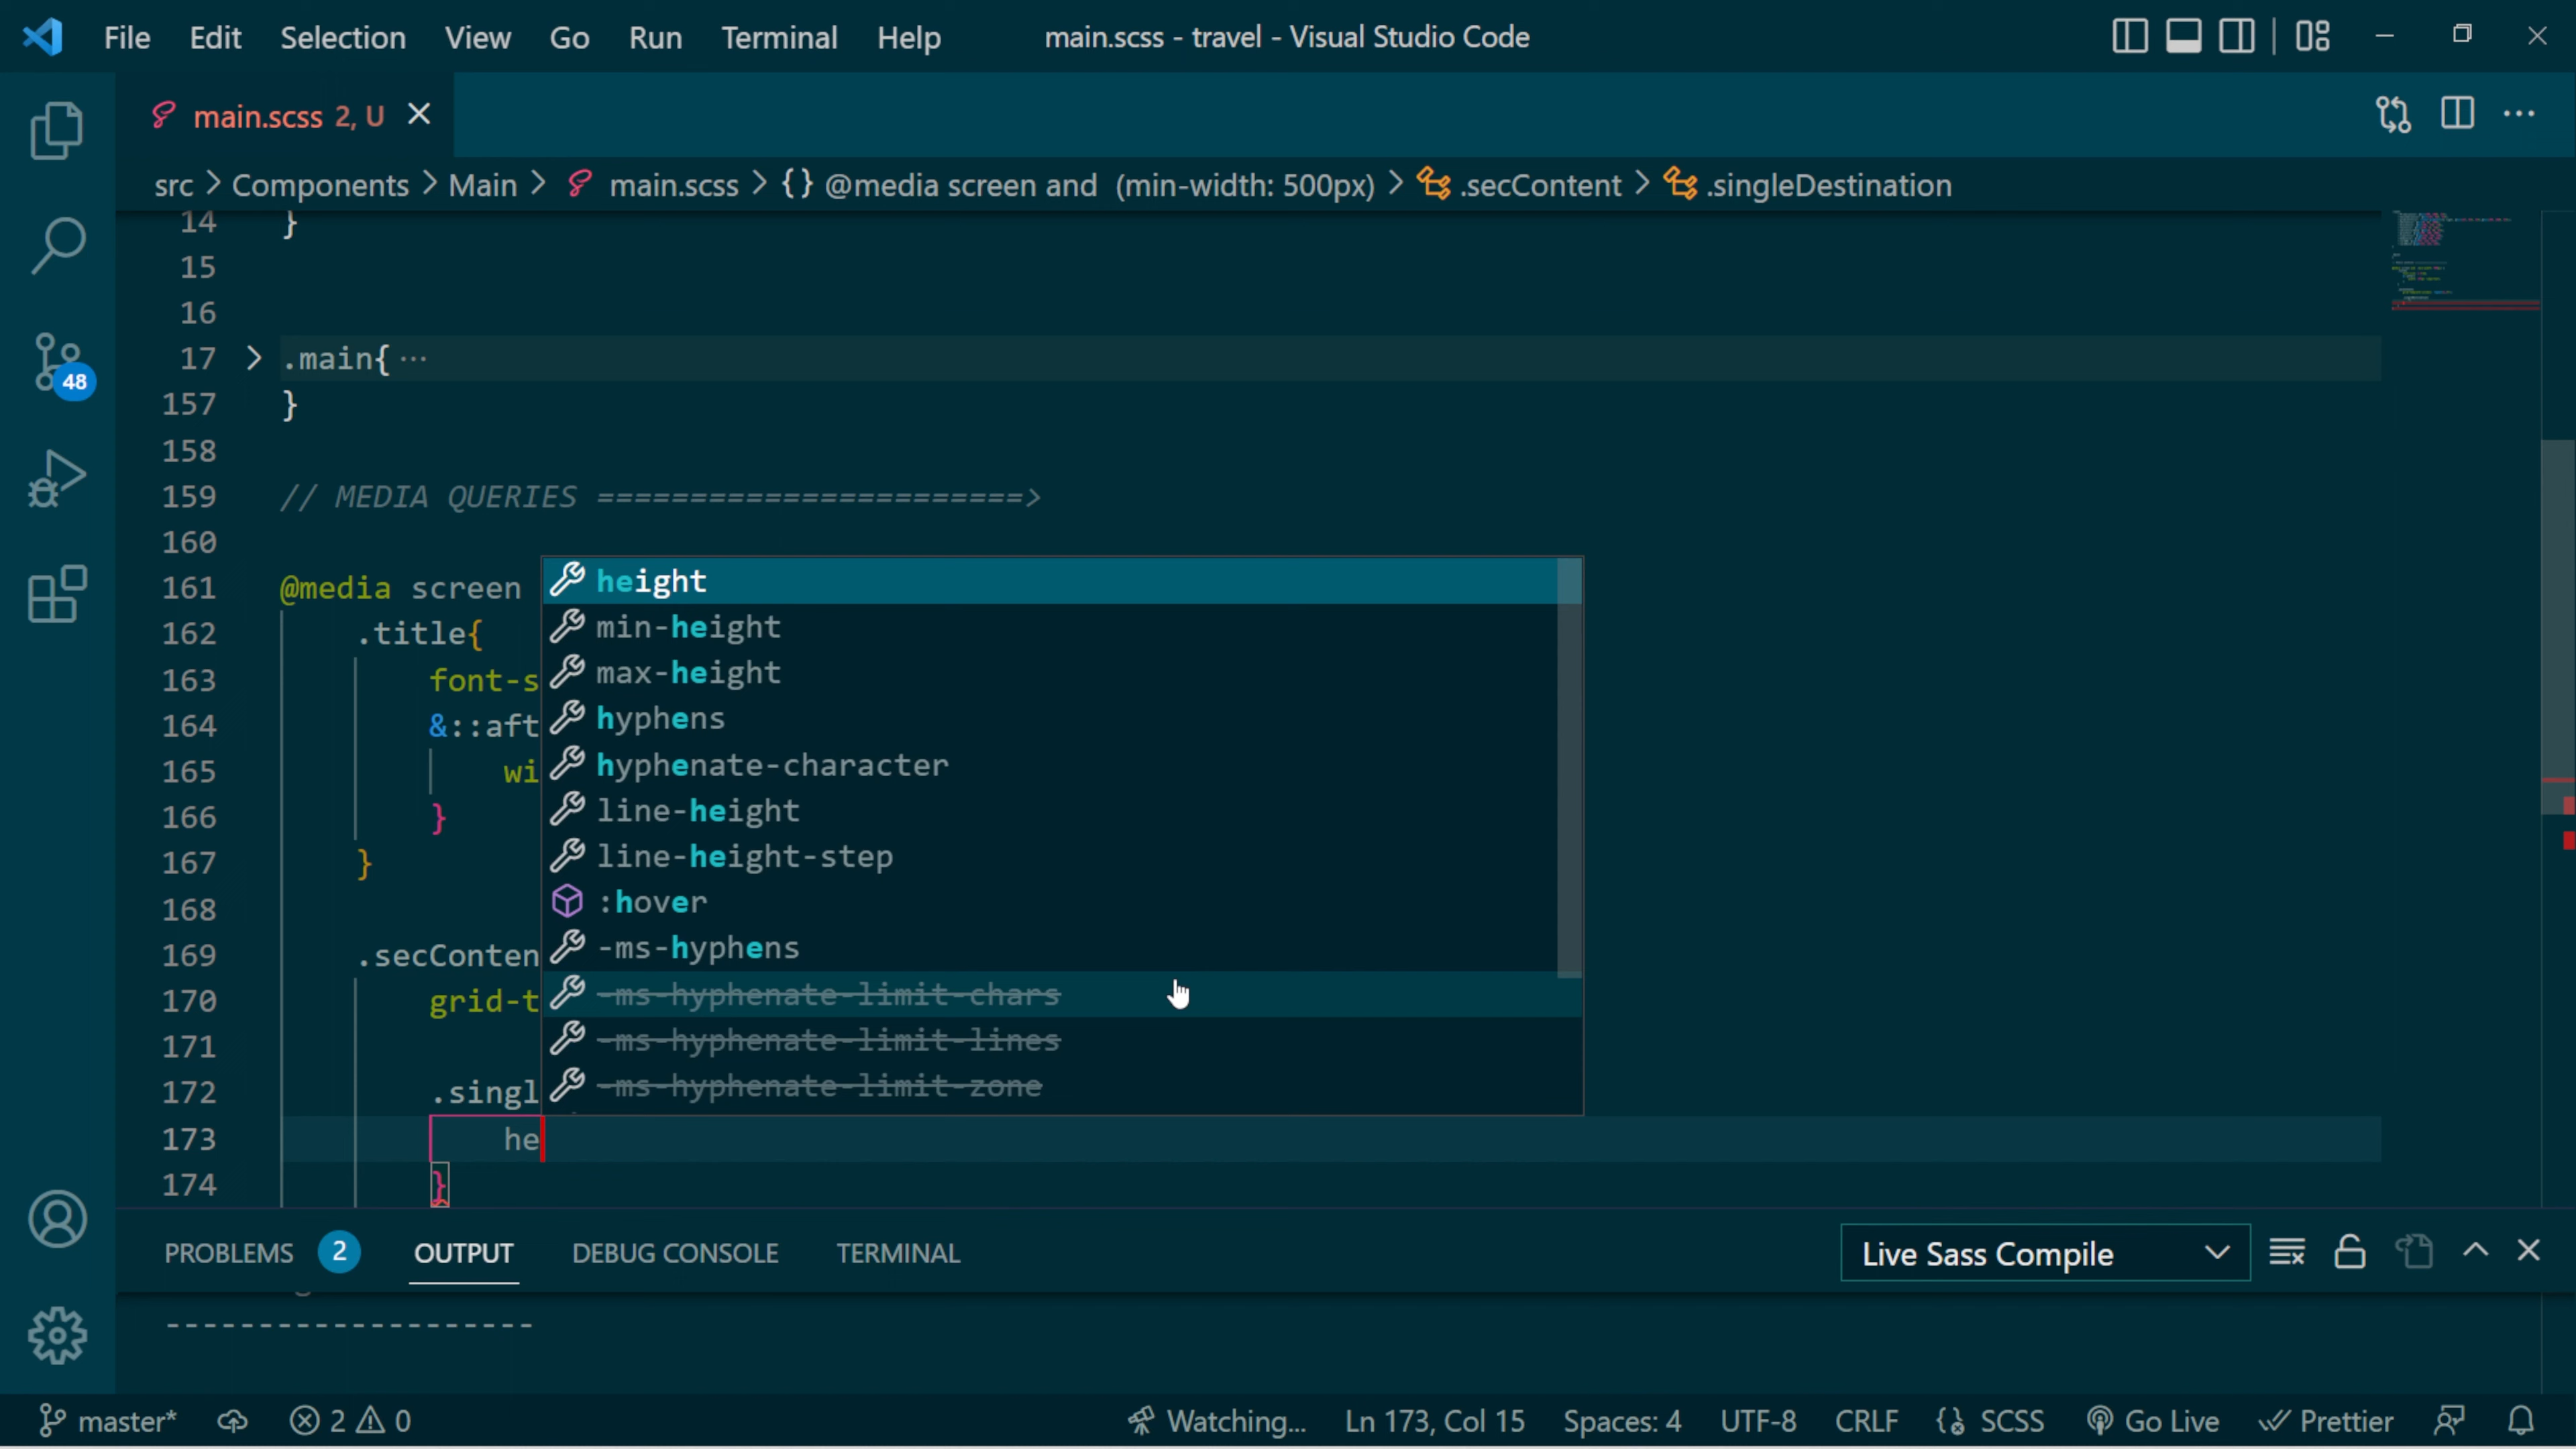 File Edit Selection View Go Run Terminal Help main.scss - travel - Visual Studio Code
main.scss 2, U
src > Components > Main > main.scss > {} @media screen and (min-width: 500px) > .secContent > .singleDestination
14 }
15
16
17 > .main{ ···
157 }
158
159 // MEDIA QUERIES =======================>
160
161 @media screen
162 .title{
163 font-s
164 &::aft
165 wi
166 }
167 }
168
169 .secConten
170 grid-t
171
172 .singl
173 he
174 }
height
min-height
max-height
hyphens
hyphenate-character
line-height
line-height-step
:hover
-ms-hyphens
-ms-hyphenate-limit-chars
-ms-hyphenate-limit-lines
-ms-hyphenate-limit-zone
48
PROBLEMS 2 OUTPUT DEBUG CONSOLE TERMINAL Live Sass Compile
--------------------
master* 2 0 Watching... Ln 173, Col 15 Spaces: 4 UTF-8 CRLF {} SCSS Go Live Prettier